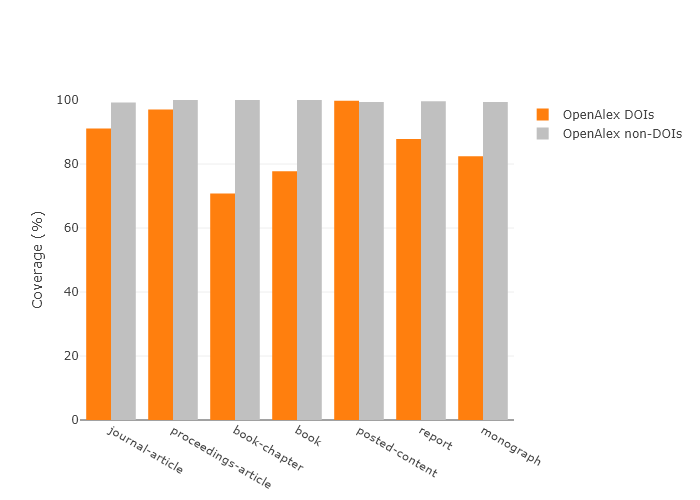 100
80
60
40
20
0
Coverage (%)
journal-article
proceedings-article
book-chapter
book
posted-content
report
monograph
OpenAlex DOIs
OpenAlex non-DOIs